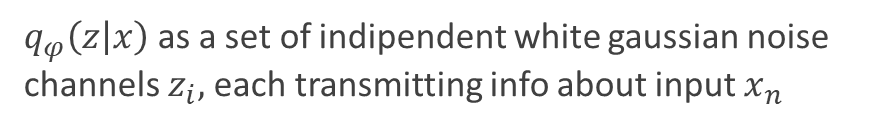 qφ(z|x) as a set of indipendent white gaussian noise
channels zᵢ, each transmitting info about input xₙ